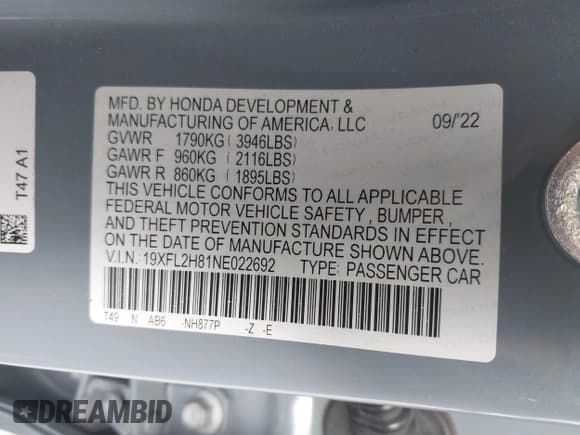 MFD. BY HONDA DEVELOPMENT &
MANUFACTURING OF AMERICA, LLC 09/'22
GVWR 1790KG ( 3946LBS)
GAWR F 960KG ( 2116LBS)
GAWR R 860KG ( 1895LBS)
THIS VEHICLE CONFORMS TO ALL APPLICABLE
FEDERAL MOTOR VEHICLE SAFETY , BUMPER ,
AND THEFT PREVENTION STANDARDS IN EFFECT
ON THE DATE OF MANUFACTURE SHOWN ABOVE.
V.I.N. : 19XFL2H81NE022692 TYPE: PASSENGER CAR
T49 N AB6 -NH877P -Z -E
T47 A1
DREAMBID